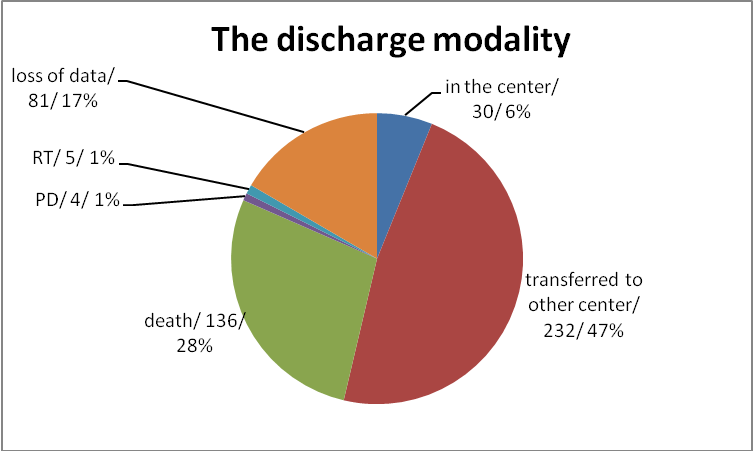 The discharge modality
loss of data/
81/ 17%
in the center/
30/ 6%
RT/ 5/ 1%
PD/ 4/ 1%
transferred to
other center/
232/ 47%
death/ 136/
28%